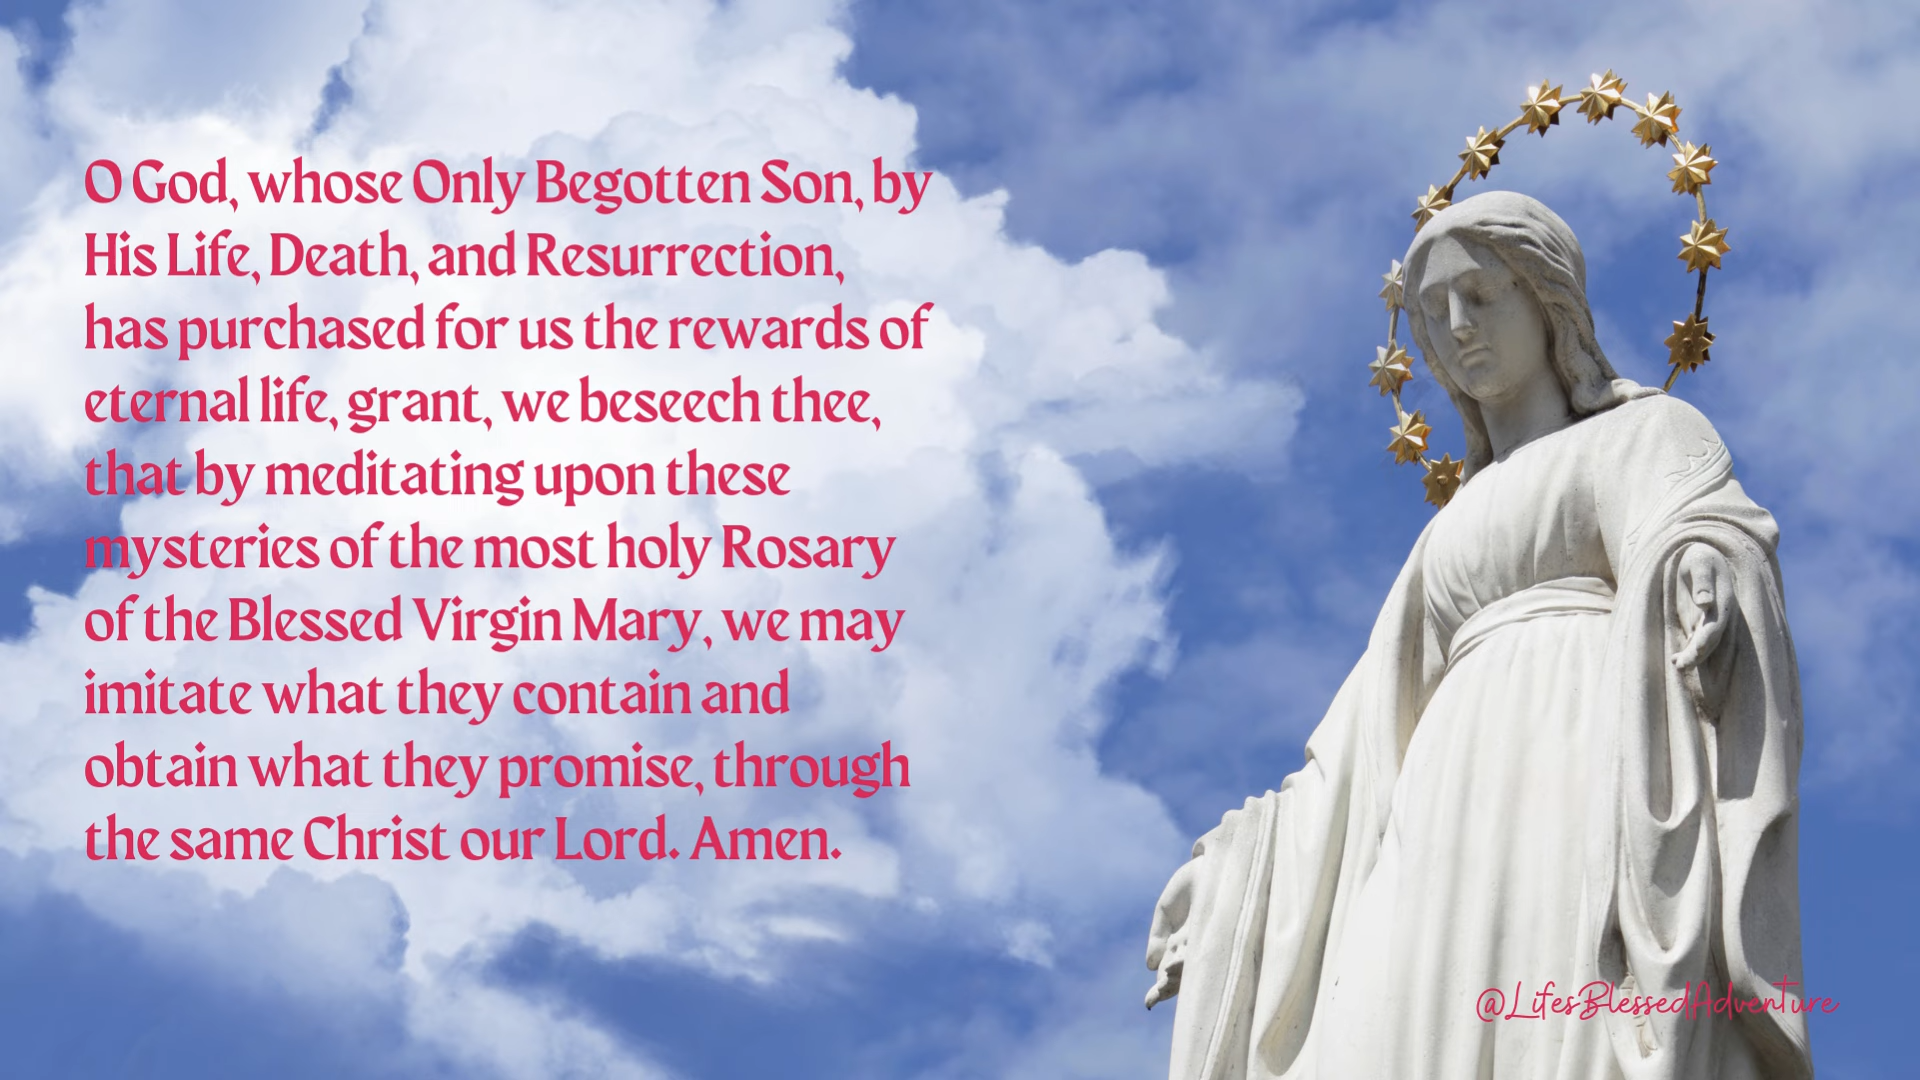 O God, whose Only Begotten Son, by
His Life, Death, and Resurrection,
has purchased for us the rewards of
eternal life, grant, we beseech thee,
that by meditating upon these
mysteries of the most holy Rosary
of the Blessed Virgin Mary, we may
imitate what they contain and
obtain what they promise, through
the same Christ our Lord. Amen.
@LifesBlessedAdventure